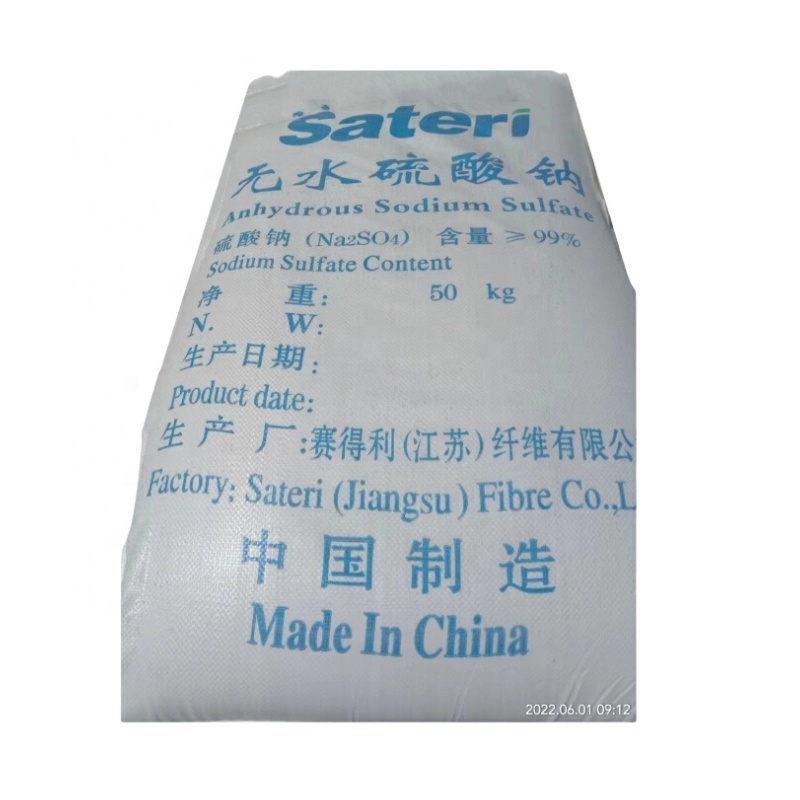 Sateri
无水硫酸钠
Anhydrous Sodium Sulfate
硫酸钠 (Na2SO4) 含量 ≥ 99%
Sodium Sulfate Content
净 重: 50 kg
N. W:
生产日期:
Product date:
生 产 厂:赛得利(江苏)纤维有限公
Factory: Sateri (Jiangsu) Fibre Co.,L
中国制造
Made In China
2022.06.01 09:12